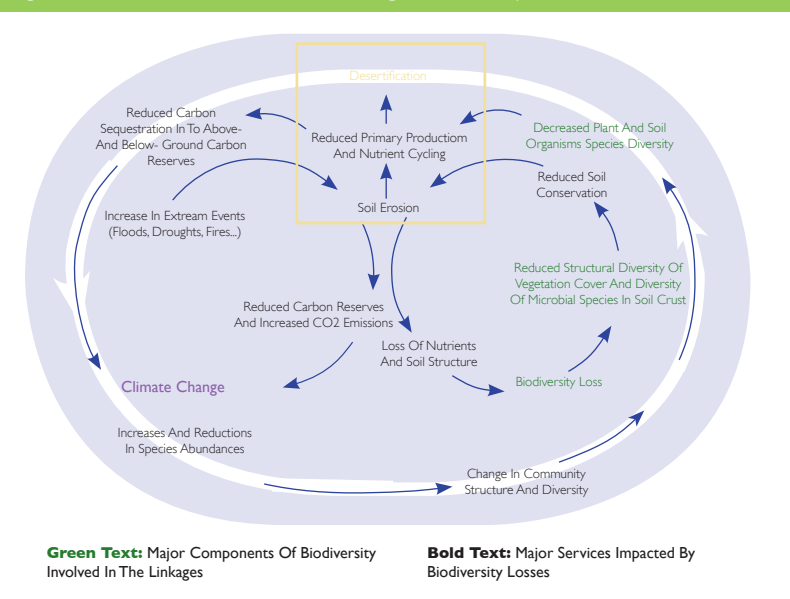 Desertification
Reduced Carbon
Sequestration In To Above-
And Below- Ground Carbon
Reserves
Reduced Primary Productiom
And Nutrient Cycling
Decreased Plant And Soil
Organisms Species Diversity
Reduced Soil
Conservation
Increase In Extream Events
(Floods, Droughts, Fires...)
Soil Erosion
Reduced Structural Diversity Of
Vegetation Cover And Diversity
Of Microbial Species In Soil Crust
Reduced Carbon Reserves
And Increased CO2 Emissions
Loss Of Nutrients
And Soil Structure
Climate Change
Biodiversity Loss
Increases And Reductions
In Species Abundances
Change In Community
Structure And Diversity
Green Text: Major Components Of Biodiversity
Involved In The Linkages
Bold Text: Major Services Impacted By
Biodiversity Losses